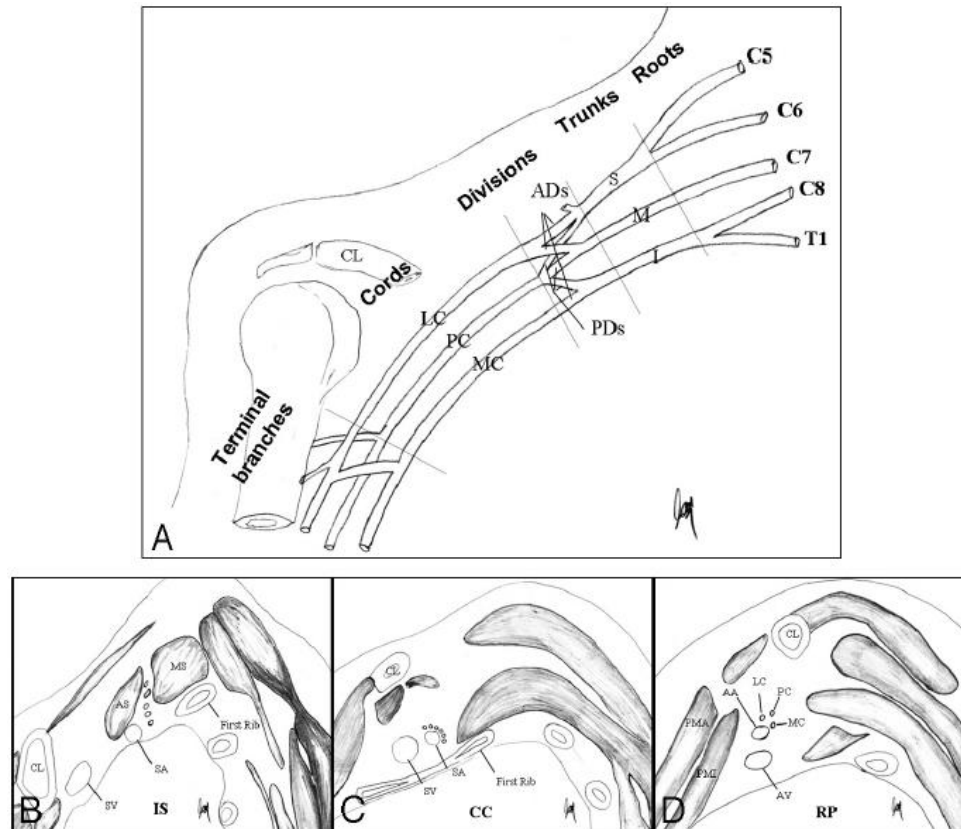 Roots
C5
Trunks
C6
Divisions
C7
ADs
S
C8
M
T1
I
CL
Cords
LC
PDs
PC
MC
Terminal
branches
A
MS
AS
First Rib
SA
CL
SV
B
IS
CL
SA
First Rib
SV
C
CC
CL
LC
PC
AA
MC
PMA
PMI
AV
D
RP